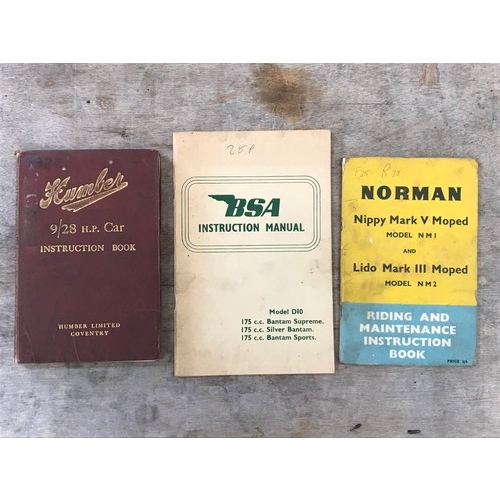 Humber
9/28 H.P. Car
INSTRUCTION BOOK
HUMBER LIMITED
COVENTRY
25P
BSA
INSTRUCTION MANUAL
Model D10
175 c.c. Bantam Supreme.
175 c.c. Silver Bantam.
175 c.c. Bantam Sports.
NORMAN
Nippy Mark V Moped
MODEL NM1
AND
Lido Mark III Moped
MODEL NM2
RIDING AND
MAINTENANCE
INSTRUCTION
BOOK